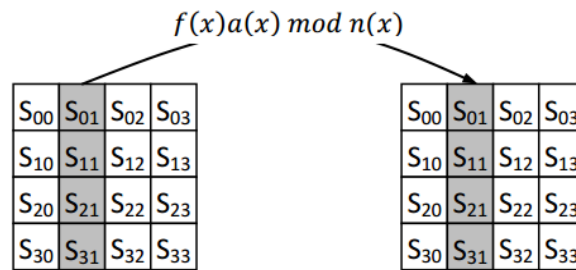 f(x)a(x) mod n(x)
S00 S01 S02 S03 S00 S01 S02 S03
S10 S11 S12 S13 S10 S11 S12 S13
S20 S21 S22 S23 S20 S21 S22 S23
S30 S31 S32 S33 S30 S31 S32 S33